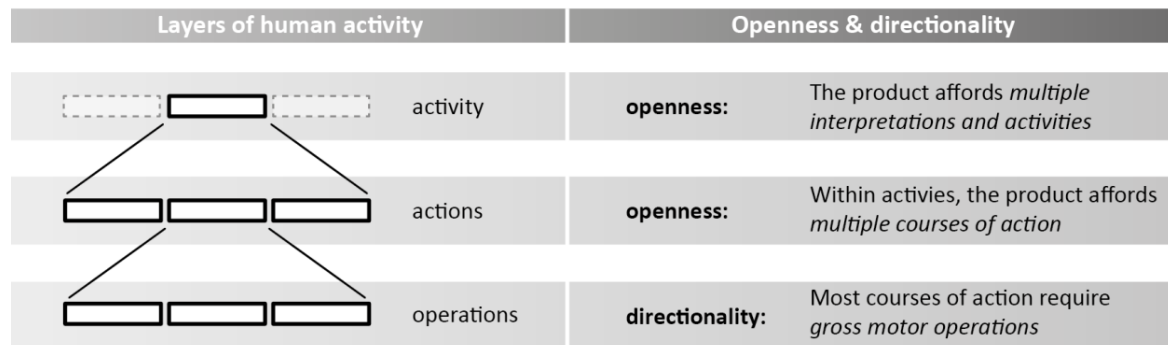 Layers of human activity
Openness & directionality
activity
openness:
The product affords multiple
interpretations and activities
actions
openness:
Within activies, the product affords
multiple courses of action
operations
directionality:
Most courses of action require
gross motor operations